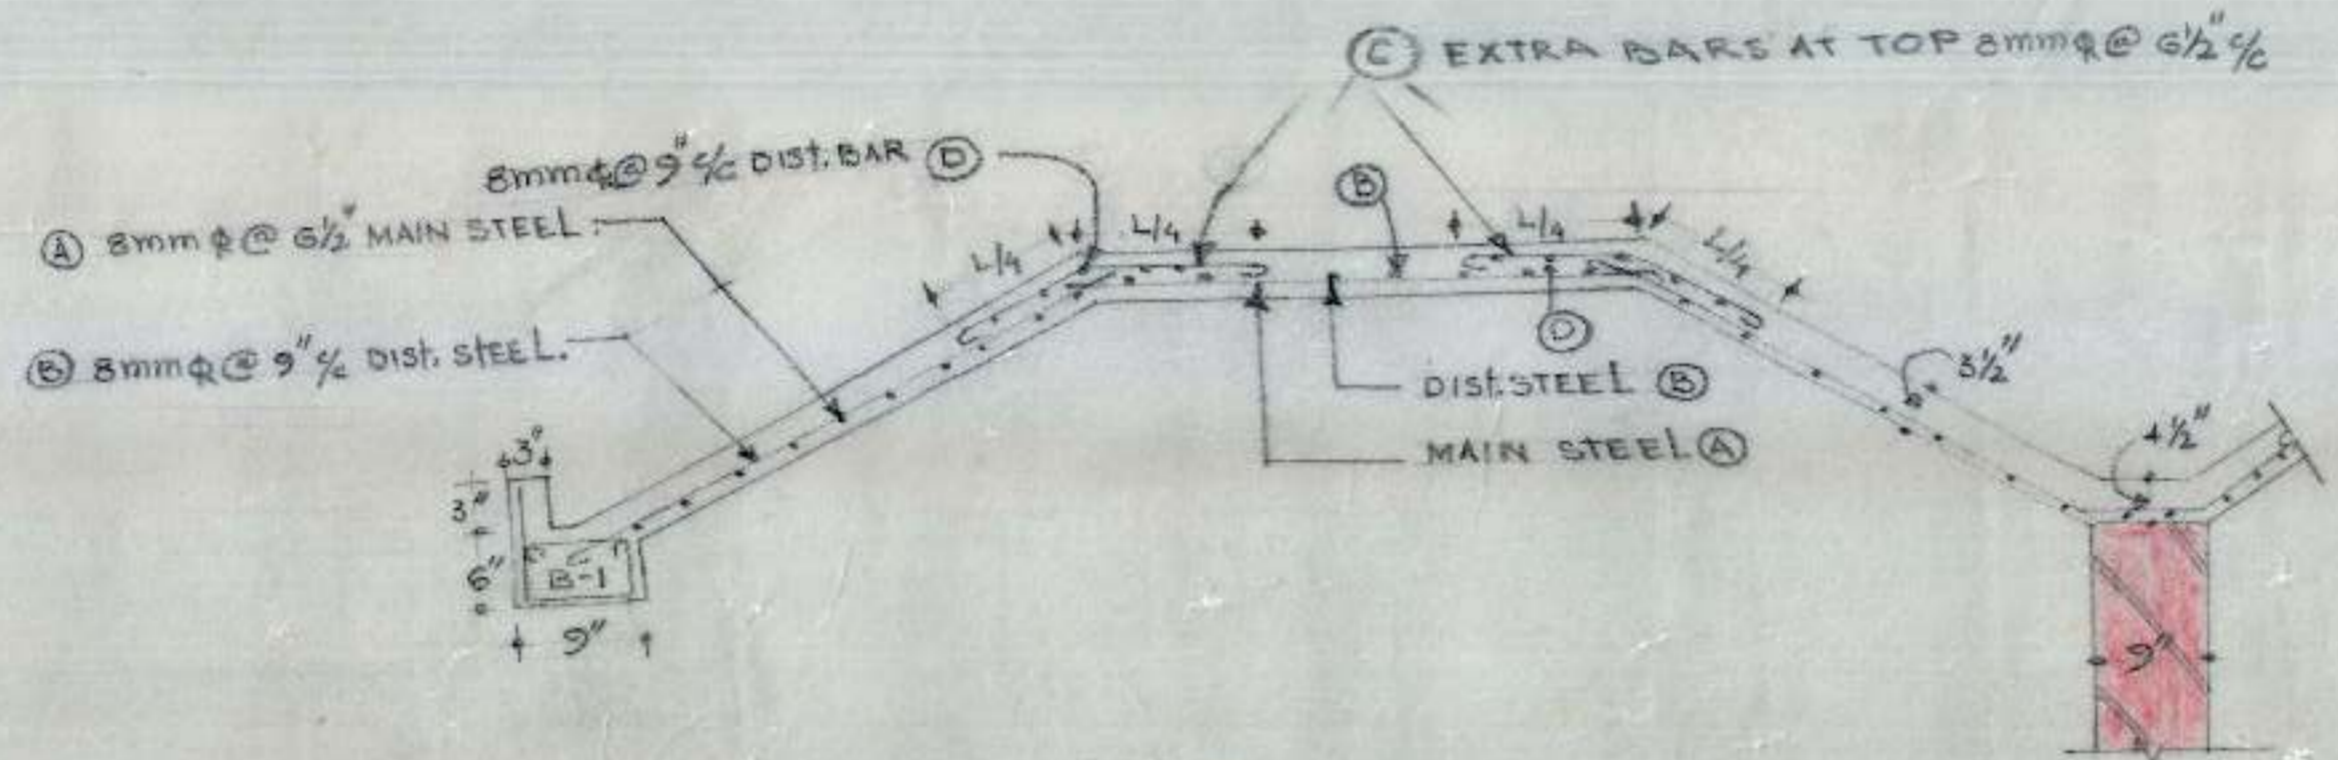 Ⓒ EXTRA BARS AT TOP 8mmφ@ 6½" c/c
8mmφ@9" c/c DIST. BAR Ⓓ
Ⓐ 8mmφ@ 6½" MAIN STEEL.
Ⓑ 8mmφ@ 9" c/c DIST. STEEL.
Ⓑ
L/4
L/4
L/4
L/4
Ⓓ
DIST. STEEL Ⓑ
MAIN STEEL Ⓐ
3½"
4½"
3"
3"
6"
B-1
9"
9"